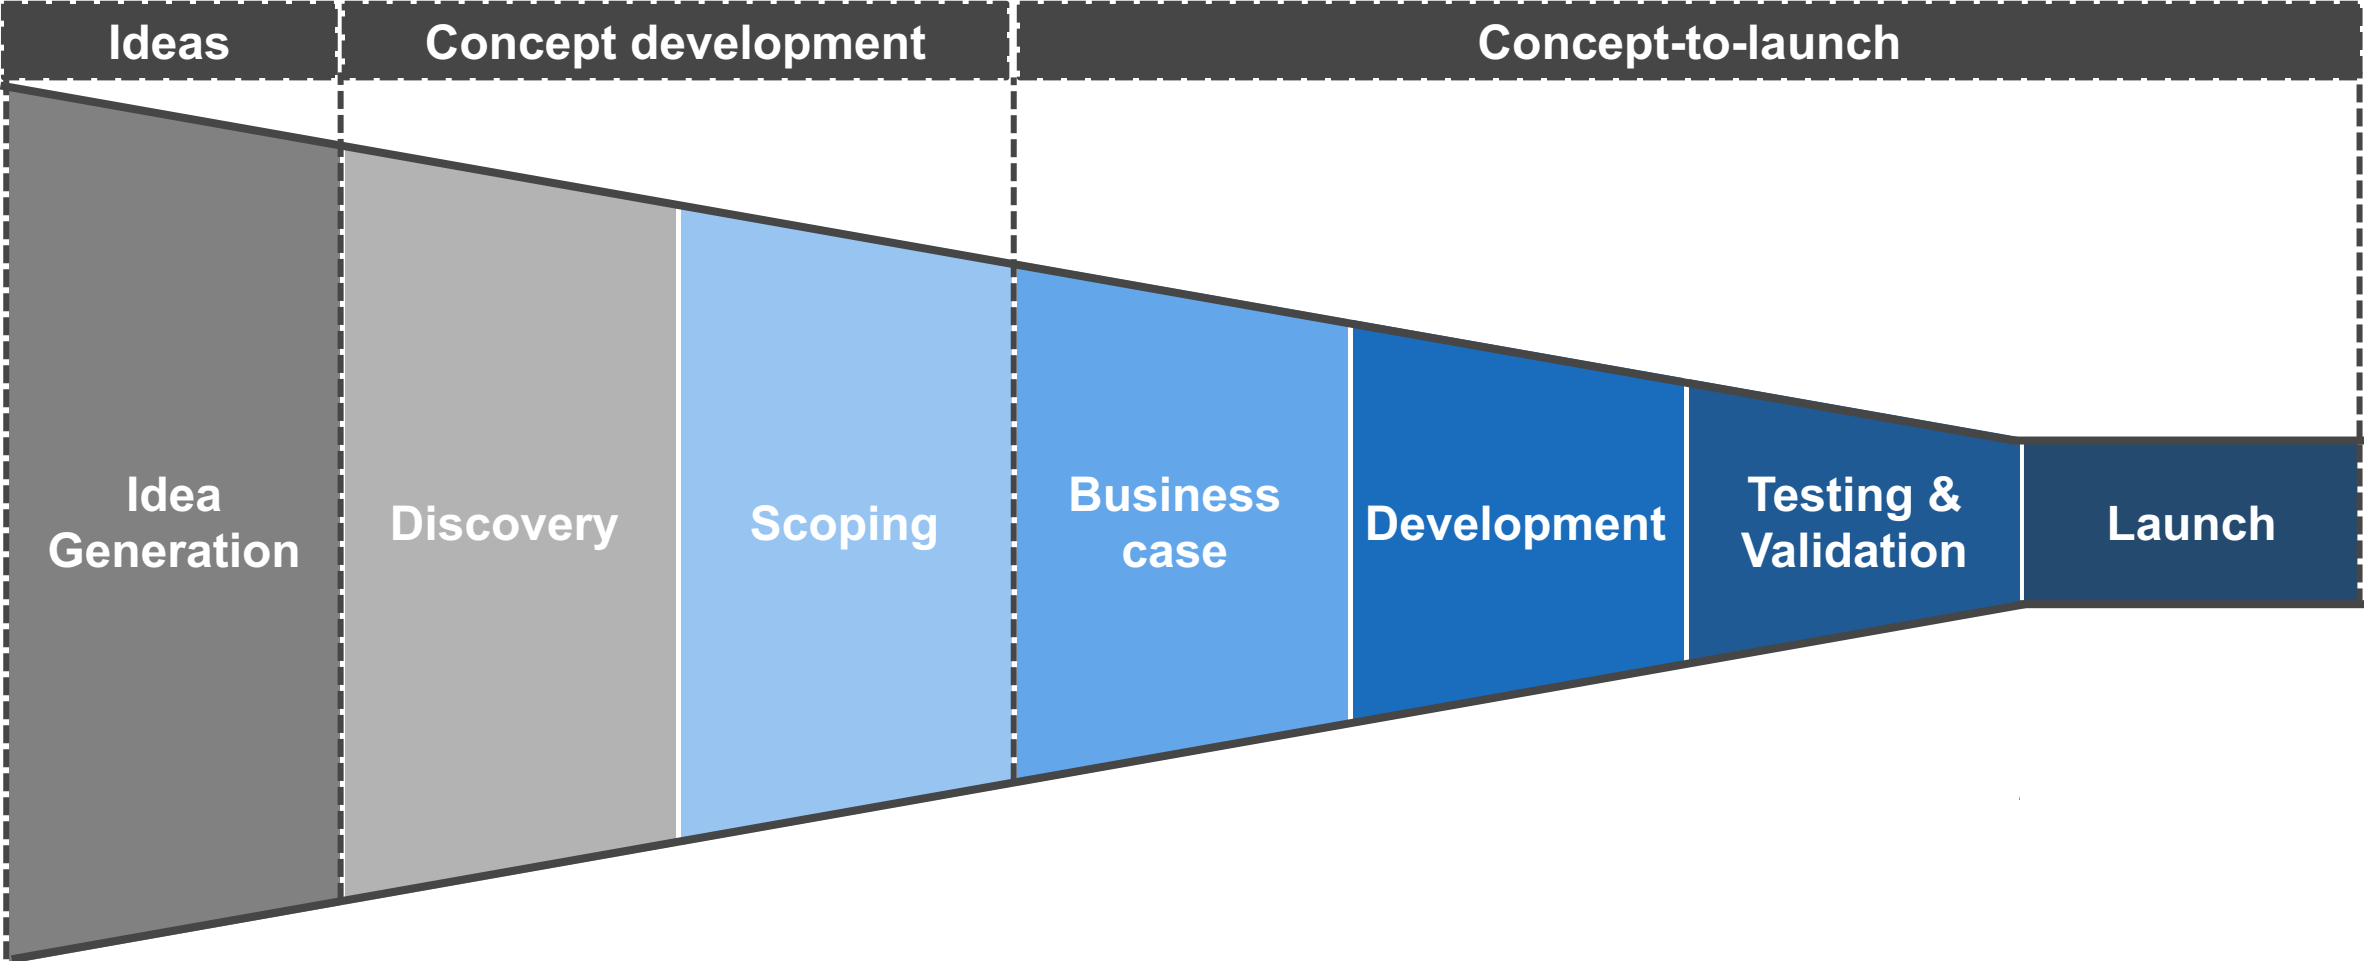 Ideas
Concept development
Concept-to-launch
Idea
Generation
Discovery
Scoping
Business
case
Development
Testing &
Validation
Launch